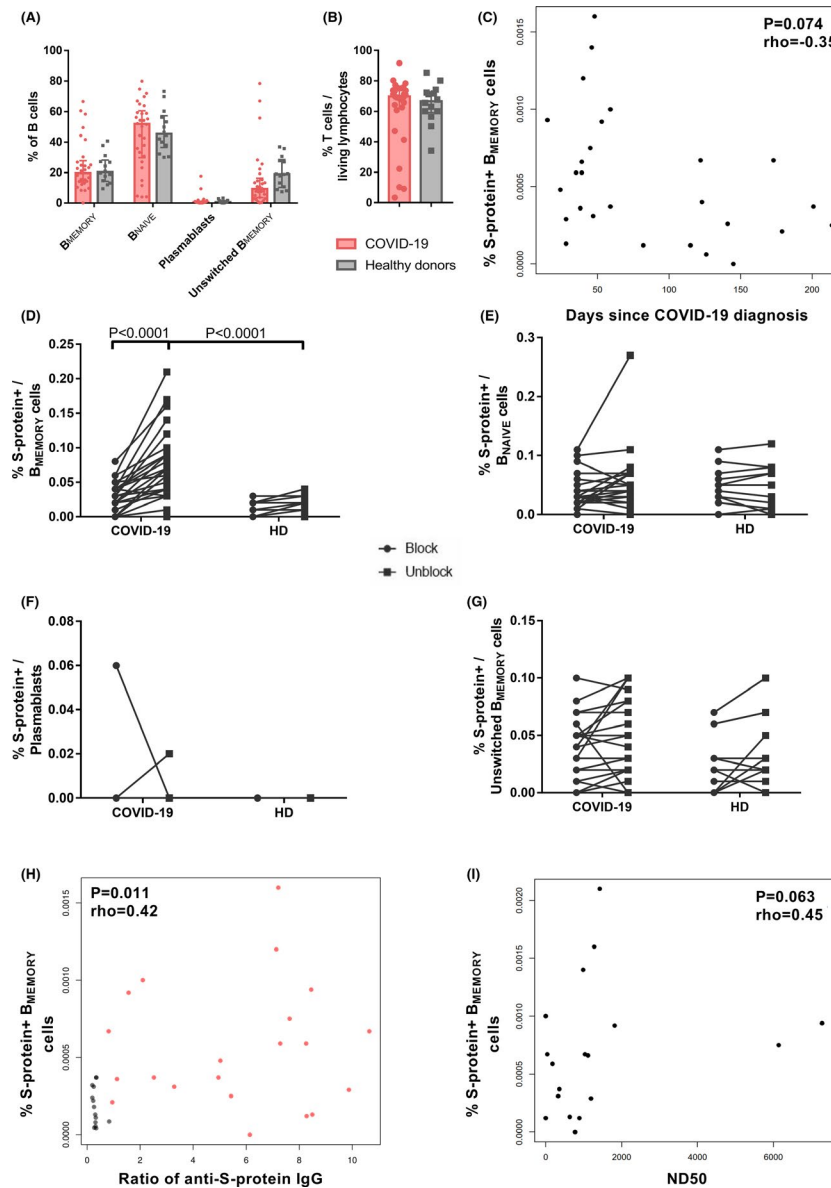 (A)
% of B cells
100
80
60
40
20
0
BMEMORY
BNAIVE
Plasmablasts
Unswitched BMEMORY
(B)
% T cells /
living lymphocytes
100
80
60
40
20
0
COVID-19
Healthy donors
(C)
P=0.074
rho=-0.35
% S-protein+ BMEMORY cells
0.0015
0.0010
0.0005
0.0000
50
100
150
200
Days since COVID-19 diagnosis
(D)
P<0.0001
P<0.0001
% S-protein+ /
BMEMORY cells
0.25
0.20
0.15
0.10
0.05
0.00
COVID-19
HD
(E)
% S-protein+ /
BNAIVE cells
0.3
0.2
0.1
0.0
COVID-19
HD
Block
Unblock
(F)
% S-protein+ /
Plasmablasts
0.08
0.06
0.04
0.02
0.00
COVID-19
HD
(G)
% S-protein+ /
Unswitched BMEMORY cells
0.15
0.10
0.05
0.00
COVID-19
HD
(H)
P=0.011
rho=0.42
% S-protein+ BMEMORY
cells
0.0015
0.0010
0.0005
0.0000
0
2
4
6
8
10
Ratio of anti-S-protein IgG
(I)
P=0.063
rho=0.45
% S-protein+ BMEMORY
cells
0.0020
0.0015
0.0010
0.0005
0.0000
0
2000
4000
6000
ND50